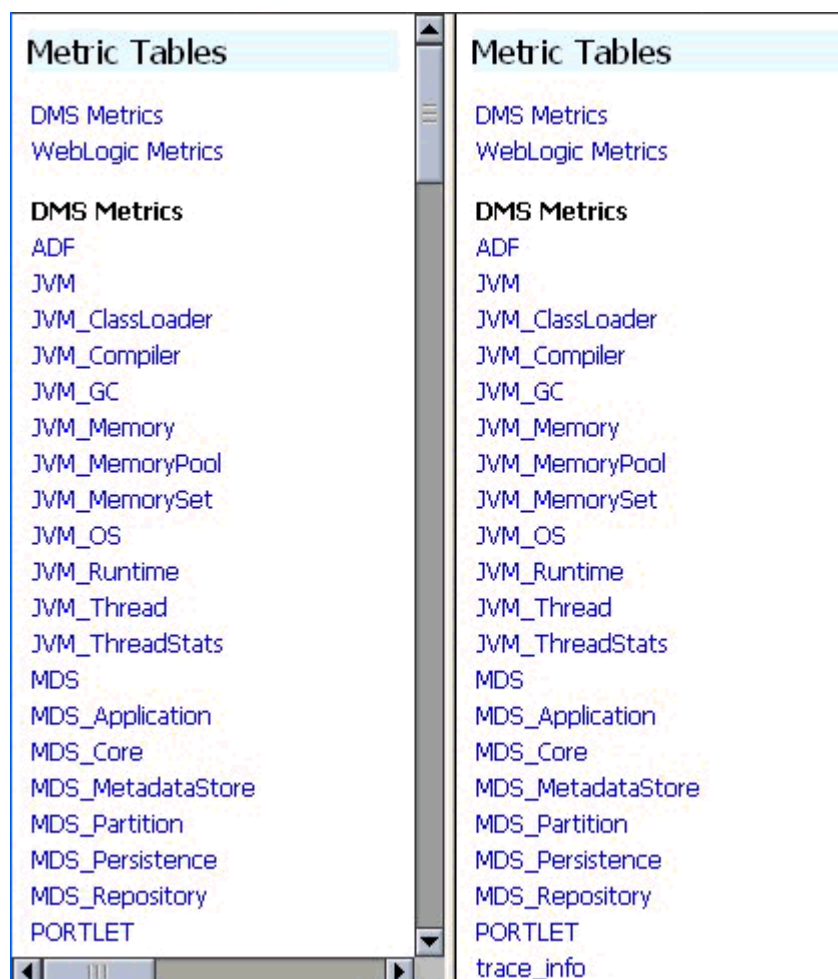 Metric Tables
DMS Metrics
WebLogic Metrics
DMS Metrics
ADF
JVM
JVM_ClassLoader
JVM_Compiler
JVM_GC
JVM_Memory
JVM_MemoryPool
JVM_MemorySet
JVM_OS
JVM_Runtime
JVM_Thread
JVM_ThreadStats
MDS
MDS_Application
MDS_Core
MDS_MetadataStore
MDS_Partition
MDS_Persistence
MDS_Repository
PORTLET
Metric Tables
DMS Metrics
WebLogic Metrics
DMS Metrics
ADF
JVM
JVM_ClassLoader
JVM_Compiler
JVM_GC
JVM_Memory
JVM_MemoryPool
JVM_MemorySet
JVM_OS
JVM_Runtime
JVM_Thread
JVM_ThreadStats
MDS
MDS_Application
MDS_Core
MDS_MetadataStore
MDS_Partition
MDS_Persistence
MDS_Repository
PORTLET
trace_info